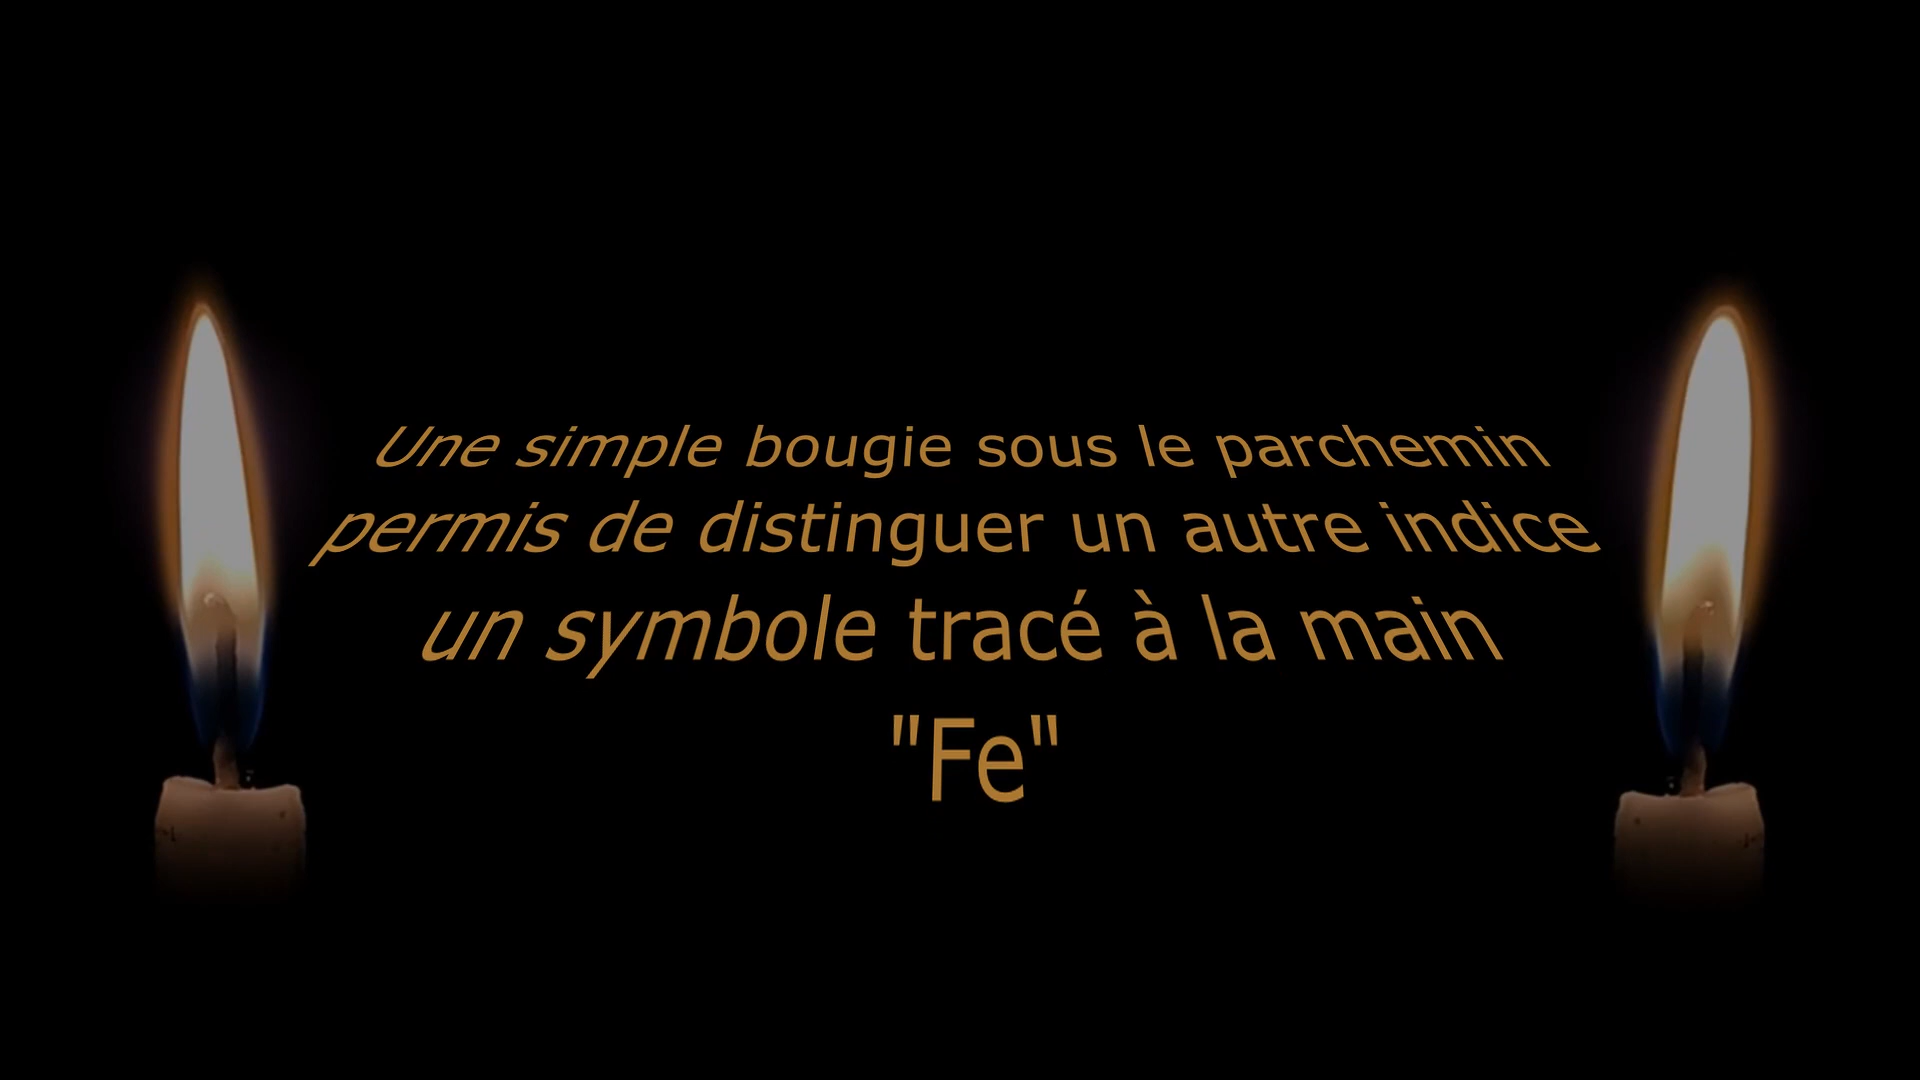 Une simple bougie sous le parchemin
permis de distinguer un autre indice
un symbole tracé à la main
"Fe"